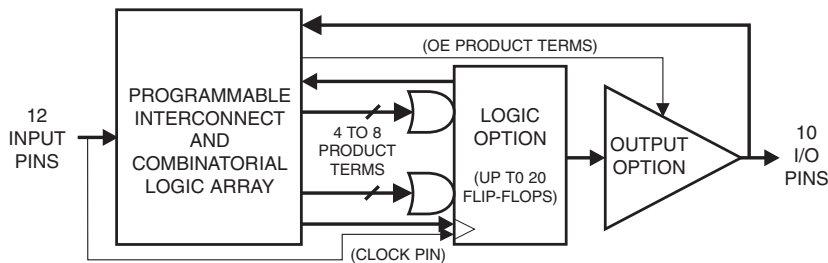 12
INPUT
PINS
PROGRAMMABLE
INTERCONNECT
AND
COMBINATORIAL
LOGIC ARRAY
(OE PRODUCT TERMS)
4 TO 8
PRODUCT
TERMS
LOGIC
OPTION
(UP T0 20
FLIP-FLOPS)
(CLOCK PIN)
OUTPUT
OPTION
10
I/O
PINS